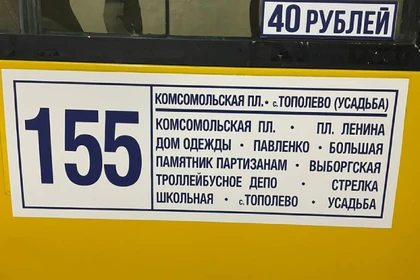 40 РУБЛЕЙ
155
КОМСОМОЛЬСКАЯ ПЛ. • с. ТОПОЛЕВО (УСАДЬБА)
КОМСОМОЛЬСКАЯ ПЛ. • ПЛ. ЛЕНИНА
ДОМ ОДЕЖДЫ • ПАВЛЕНКО • БОЛЬШАЯ
ПАМЯТНИК ПАРТИЗАНАМ • ВЫБОРГСКАЯ
ТРОЛЛЕЙБУСНОЕ ДЕПО • СТРЕЛКА
ШКОЛЬНАЯ • с.ТОПОЛЕВО • УСАДЬБА